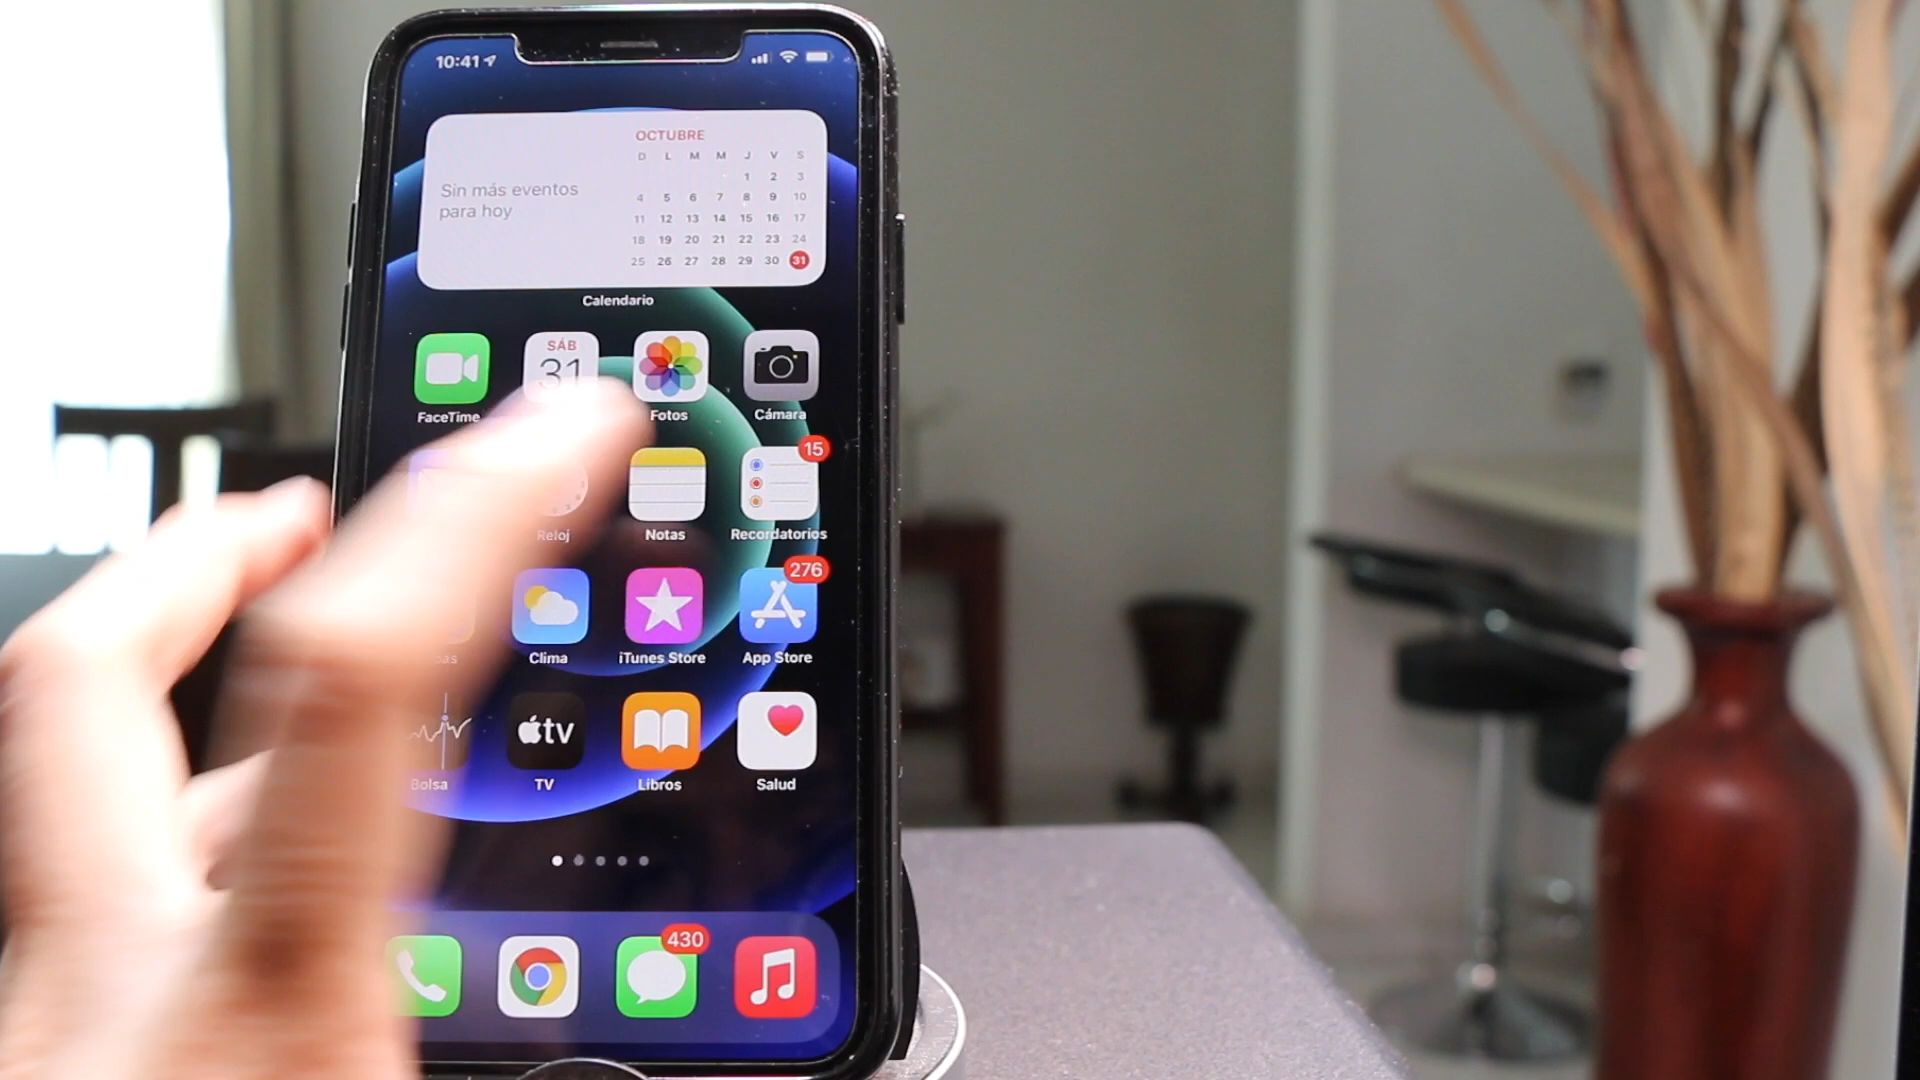 10:41
OCTUBRE
D L M M J V S
1 2 3
4 5 6 7 8 9 10
11 12 13 14 15 16 17
18 19 20 21 22 23 24
25 26 27 28 29 30 31
Sin más eventos
para hoy
Calendario
SÁB
31
FaceTime Fotos Cámara
15
Reloj Notas Recordatorios
276
Clima iTunes Store App Store
tv
Bolsa TV Libros Salud
430